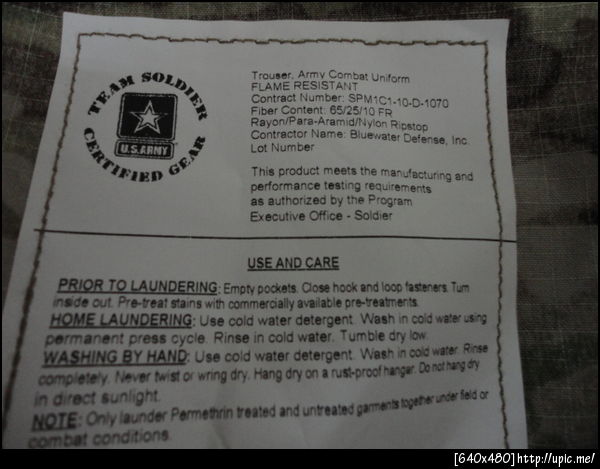 TEAM SOLDIER
U.S.ARMY
CERTIFIED GEAR
Trouser, Army Combat Uniform
FLAME RESISTANT
Contract Number: SPM1C1-10-D-1070
Fiber Content: 65/25/10 FR
Rayon/Para-Aramid/Nylon Ripstop
Contractor Name: Bluewater Defense, Inc.
Lot Number
This product meets the manufacturing and
performance testing requirements
as authorized by the Program
Executive Office - Soldier
USE AND CARE
PRIOR TO LAUNDERING: Empty pockets. Close hook and loop fasteners. Turn
inside out. Pre-treat stains with commercially available pre-treatments.
HOME LAUNDERING: Use cold water detergent. Wash in cold water using
permanent press cycle. Rinse in cold water. Tumble dry low.
WASHING BY HAND: Use cold water detergent. Wash in cold water. Rinse
completely. Never twist or wring dry. Hang dry on a rust-proof hangar. Do not hang dry
in direct sunlight.
NOTE: Only launder Permethrin treated and untreated garments together under field or
combat conditions.
[640x480]http://upic.me/